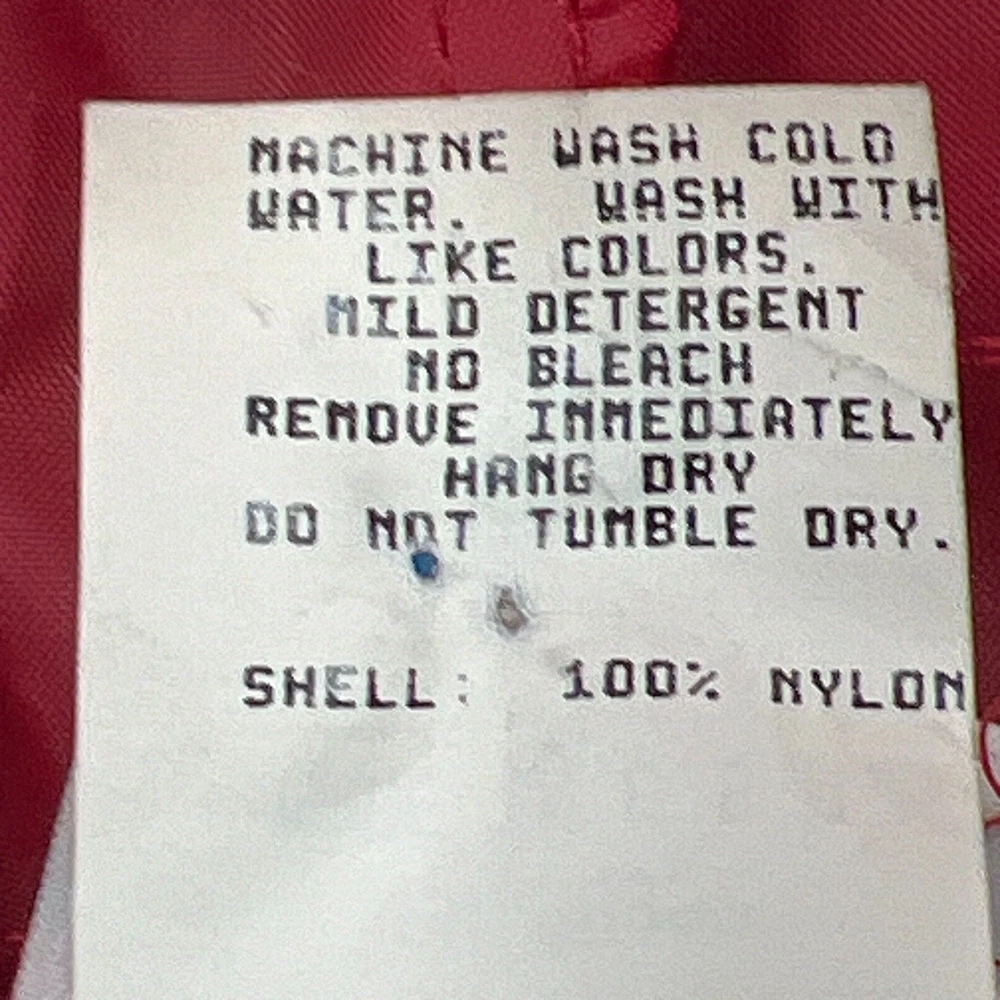 MACHINE WASH COLD
WATER. WASH WITH
LIKE COLORS.
MILD DETERGENT
NO BLEACH
REMOVE IMMEDIATELY
HANG DRY
DO NOT TUMBLE DRY.
SHELL: 100% NYLON